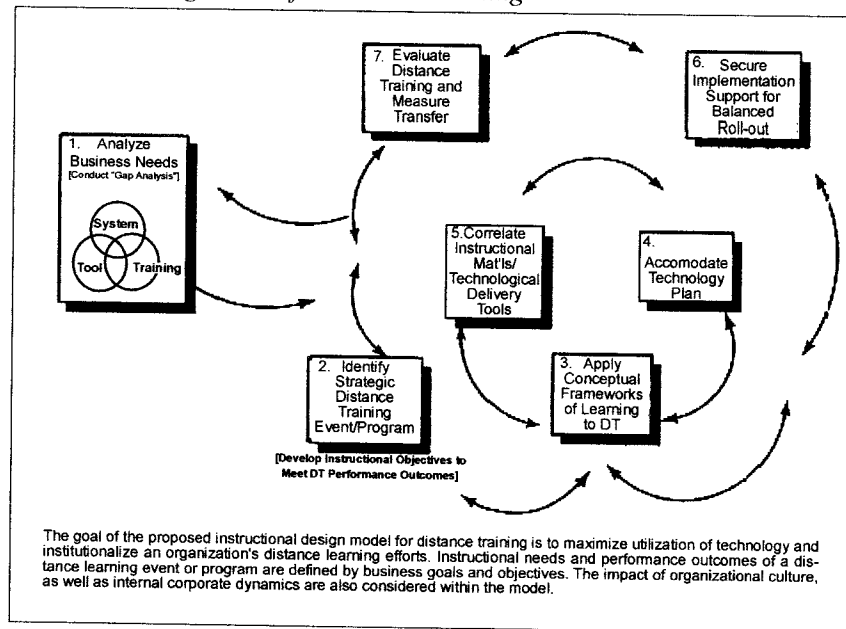 7. Evaluate
Distance
Training and
Measure
Transfer
6. Secure
Implementation
Support for
Balanced
Roll-out
1. Analyze
Business Needs
[Conduct "Gap Analysis"]
System
Tool
Training
5.Correlate
Instructional
Mat'ls/
Technological
Delivery
Tools
4.
Accomodate
Technology
Plan
2. Identify
Strategic
Distance
Training
Event/Program
3. Apply
Conceptual
Frameworks
of Learning
to DT
[Develop Instructional Objectives to
Meet DT Performance Outcomes]
The goal of the proposed instructional design model for distance training is to maximize utilization of technology and
institutionalize an organization's distance learning efforts. Instructional needs and performance outcomes of a dis-
tance learning event or program are defined by business goals and objectives. The impact of organizational culture,
as well as internal corporate dynamics are also considered within the model.